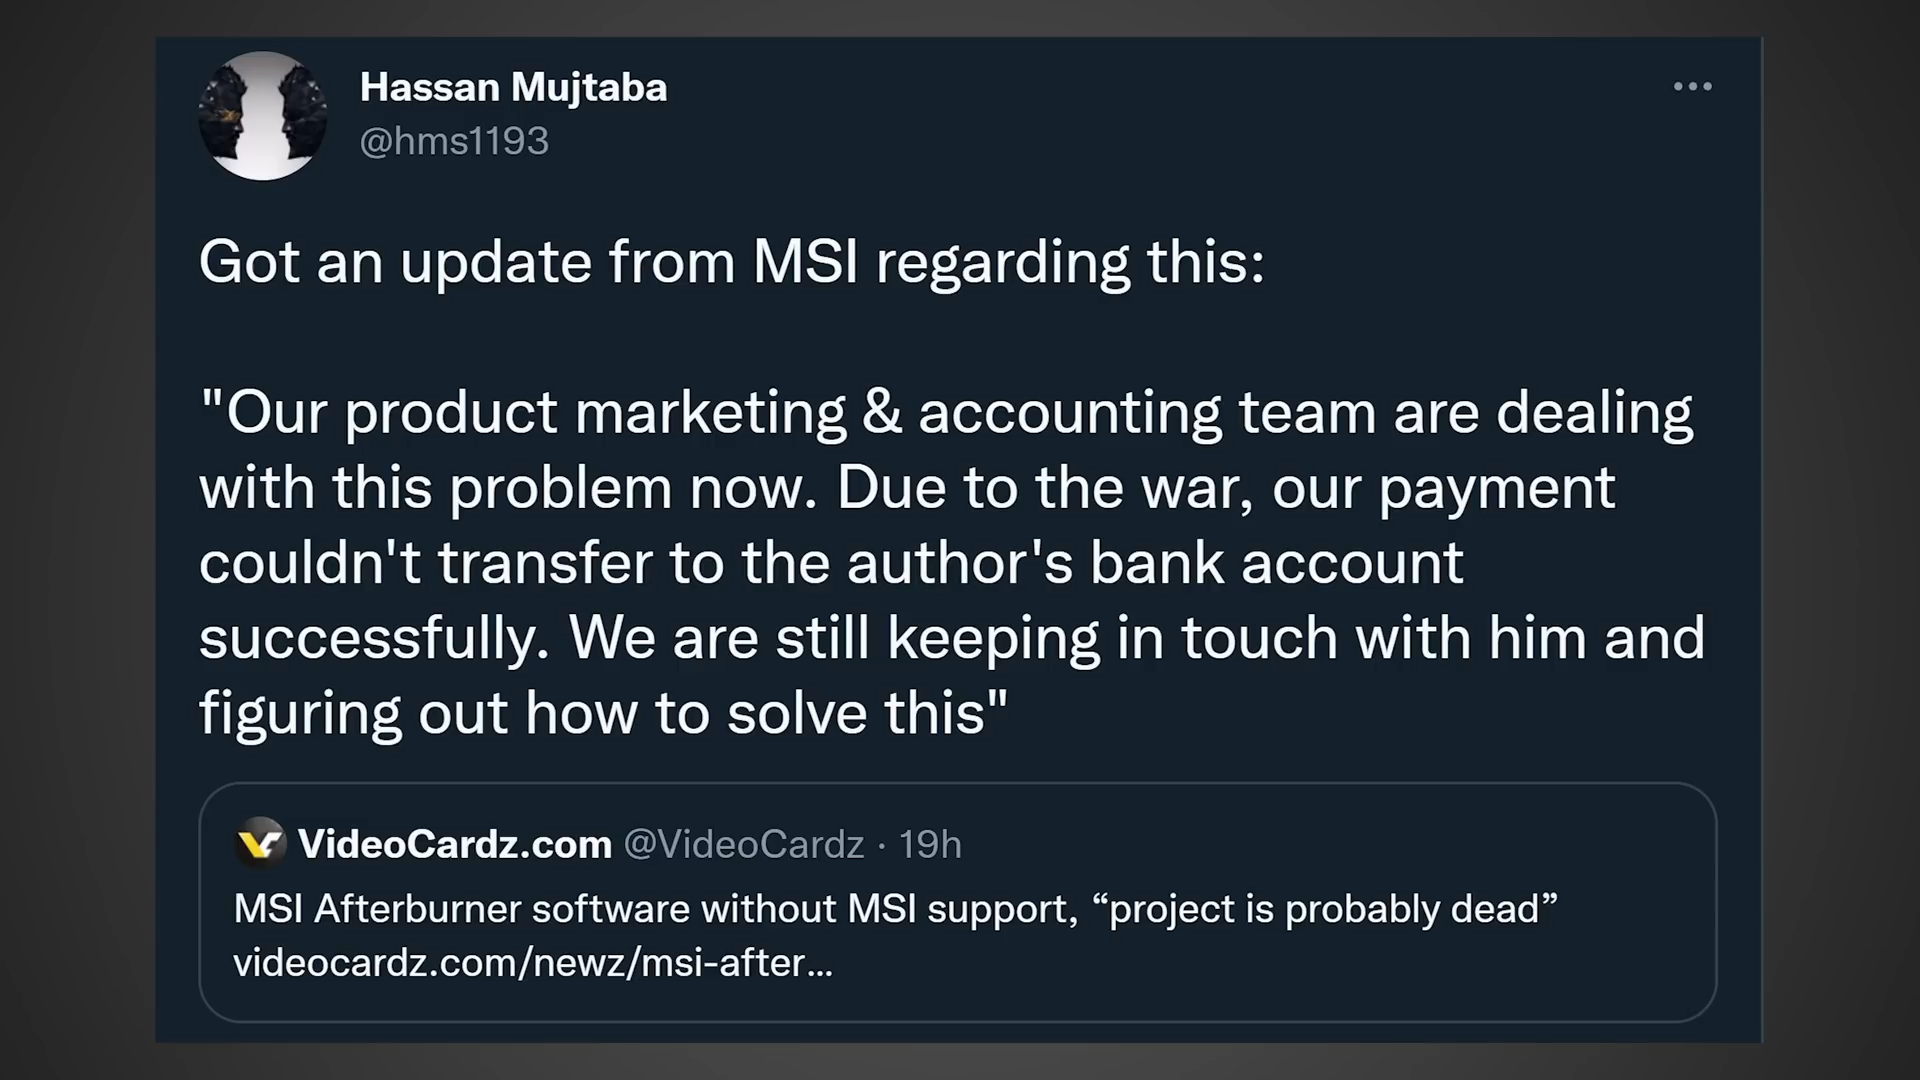 Hassan Mujtaba
@hms1193
Got an update from MSI regarding this:
"Our product marketing & accounting team are dealing
with this problem now. Due to the war, our payment
couldn't transfer to the author's bank account
successfully. We are still keeping in touch with him and
figuring out how to solve this"
VideoCardz.com @VideoCardz · 19h
MSI Afterburner software without MSI support, “project is probably dead”
videocardz.com/newz/msi-after...